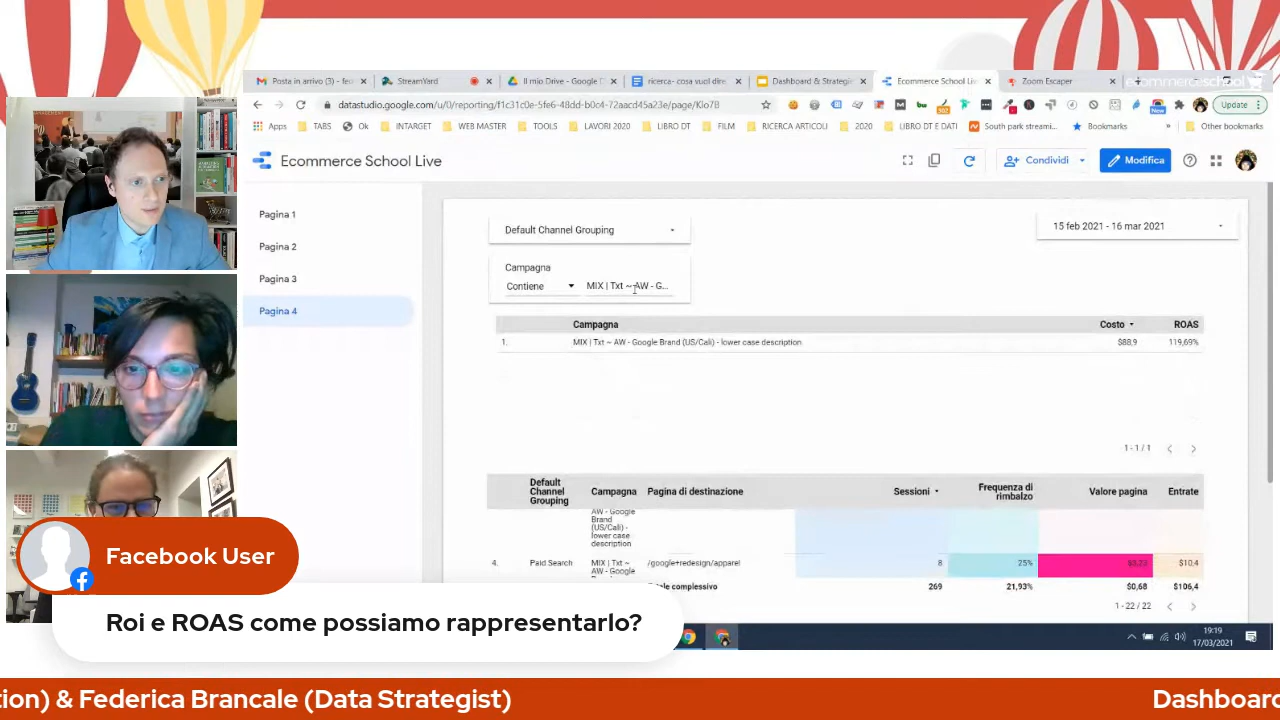 Posta in arrivo (3) - fe
StreamYard
Il mio Drive - Google D
ricerca- cosa vuol dire
Dashboard & Strategi
Ecommerce School Liv
Zoom Escaper
ecommerceschool
datastudio.google.com/u/0/reporting/f1c31c0e-5fe6-48dd-b0c4-72aacd45a23e/page/Klo7B
Update
Apps
TABS
Ok
INTARGET
WEB MASTER
TOOLS
LAVORI 2020
LIBRO DT
FILM
RICERCA ARTICOLI
2020
LIBRO DT E DATI
South park streami...
Bookmarks
»
Other bookmarks
Ecommerce School Live
Condividi
Modifica
Pagina 1
Pagina 2
Pagina 3
Pagina 4
Default Channel Grouping
15 feb 2021 - 16 mar 2021
Campagna
Contiene
MIX | Txt ~ AW - G...
Campagna Costo ROAS
1. MIX | Txt ~ AW - Google Brand (US/Cali) - lower case description $88,9 119,69%
1 - 1 / 1
Default Channel Grouping
Campagna
Pagina di destinazione
Sessioni
Frequenza di rimbalzo
Valore pagina
Entrate
AW - Google
Brand
(US/Cali) -
lower case
description
4. Paid Search MIX | Txt ~ /google+redesign/apparel 8 25% $3,23 $10,4
AW - Google
complessivo 269 21,93% $0,68 $106,4
1 - 22 / 22
19:19
17/03/2021
Facebook User
Roi e ROAS come possiamo rappresentarlo?
tion) & Federica Brancale (Data Strategist)
Dashboard